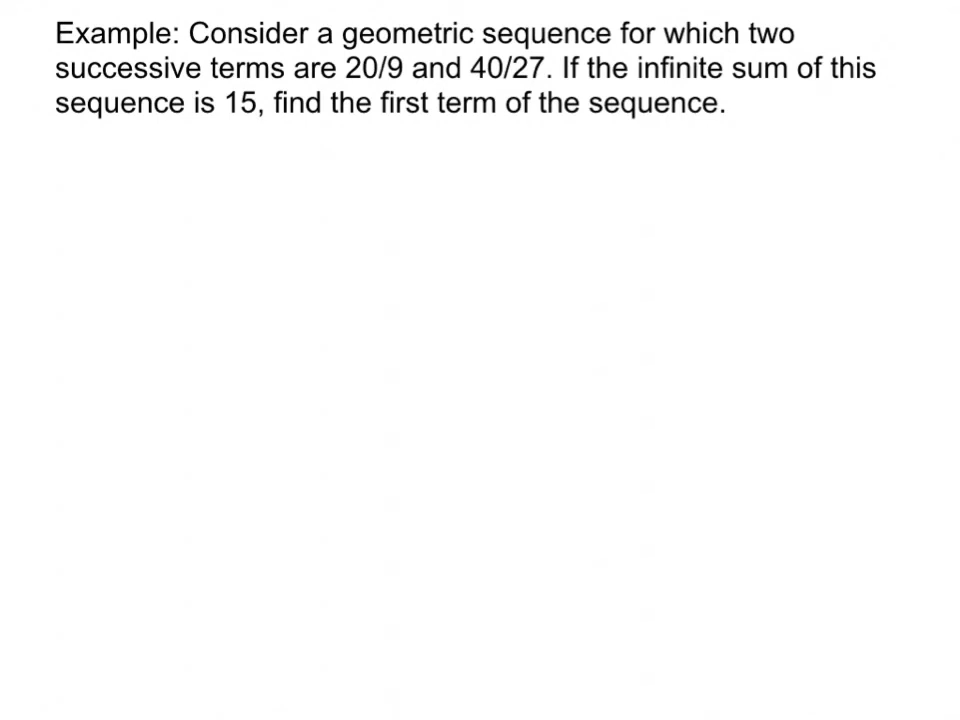 Example: Consider a geometric sequence for which two
successive terms are 20/9 and 40/27. If the infinite sum of this
sequence is 15, find the first term of the sequence.